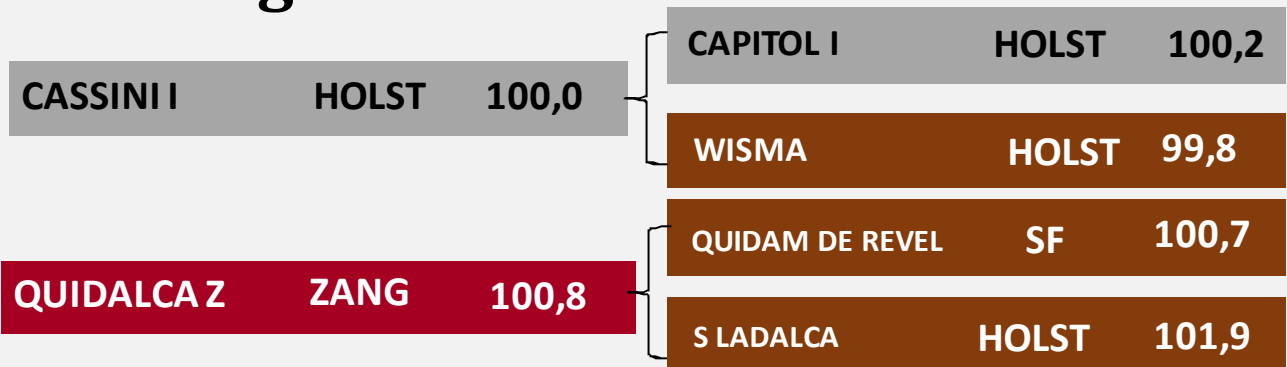 g
CAPITOL I HOLST 100,2
CASSINI I HOLST 100,0
WISMA HOLST 99,8
QUIDAM DE REVEL SF 100,7
QUIDALCA Z ZANG 100,8
S LADALCA HOLST 101,9